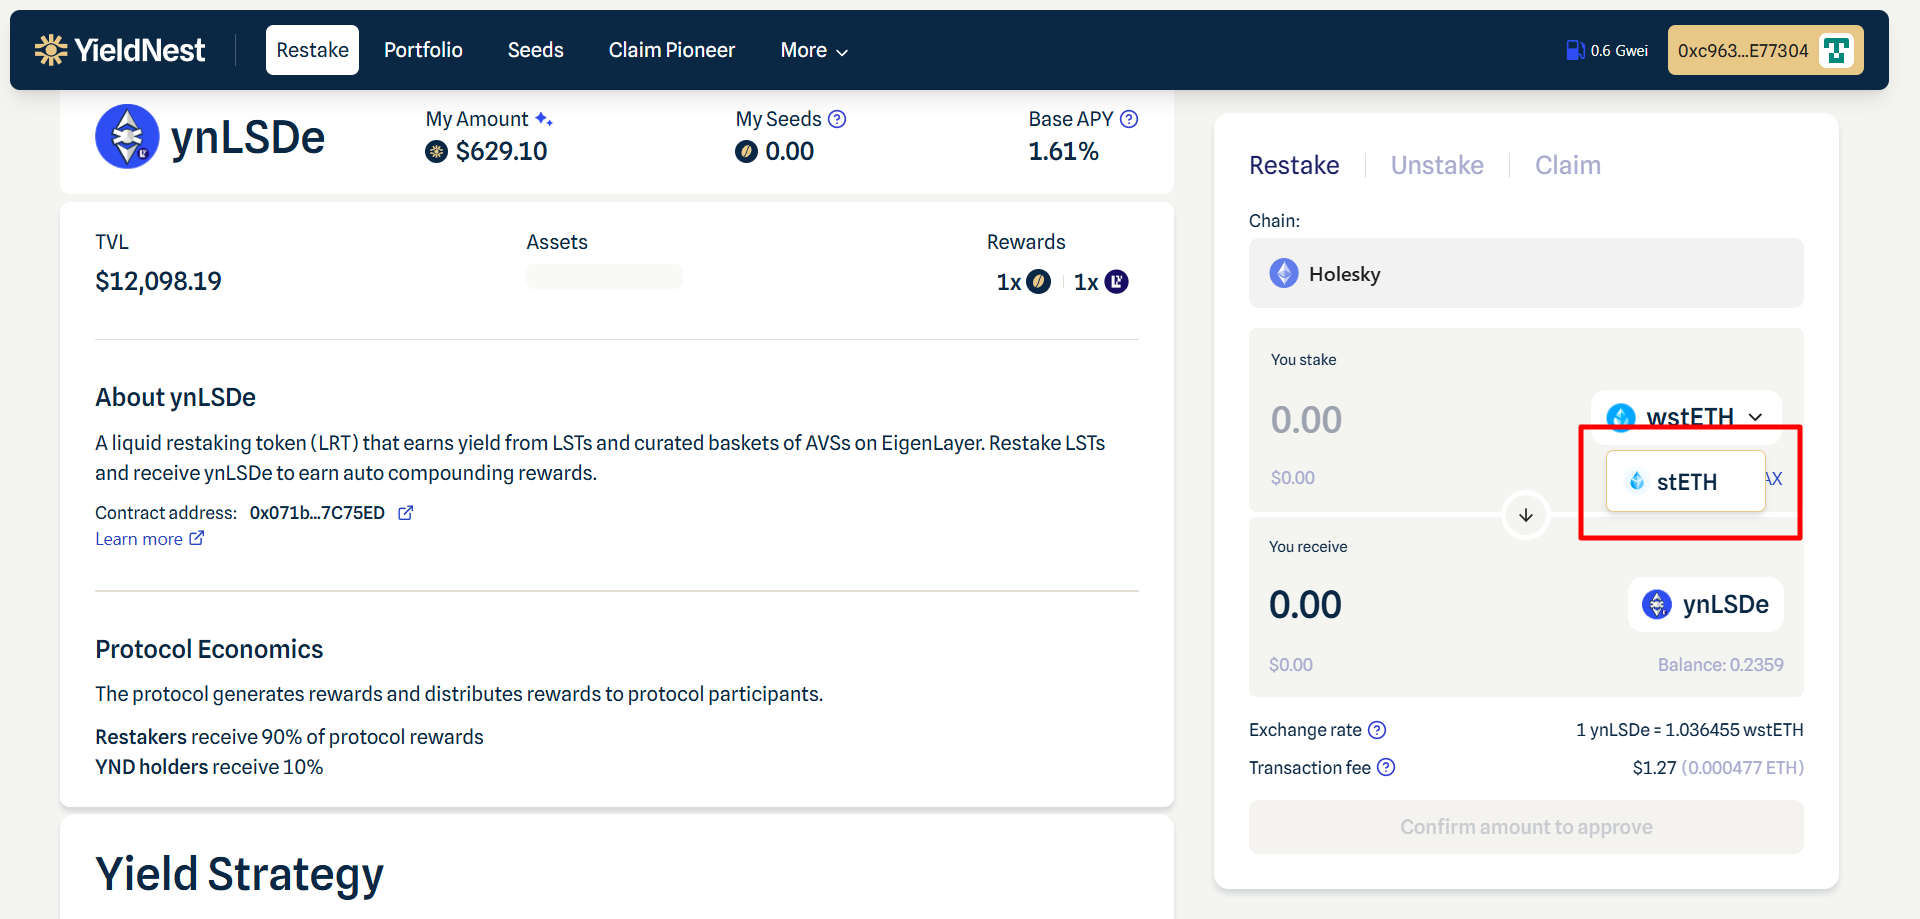 YieldNest
Restake
Portfolio
Seeds
Claim Pioneer
More
0.6 Gwei
0xc963...E77304
ynLSDe
My Amount
$629.10
My Seeds
0.00
Base APY
1.61%
TVL
$12,098.19
Assets
Rewards
1x
1x
About ynLSDe
A liquid restaking token (LRT) that earns yield from LSTs and curated baskets of AVSs on EigenLayer. Restake LSTs
and receive ynLSDe to earn auto compounding rewards.
Contract address: 0x071b...7C75ED
Learn more
Protocol Economics
The protocol generates rewards and distributes rewards to protocol participants.
Restakers receive 90% of protocol rewards
YND holders receive 10%
Yield Strategy
Restake
Unstake
Claim
Chain:
Holesky
You stake
0.00
wstETH
stETH
$0.00
AX
You receive
0.00
ynLSDe
$0.00
Balance: 0.2359
Exchange rate
1 ynLSDe = 1.036455 wstETH
Transaction fee
$1.27 (0.000477 ETH)
Confirm amount to approve